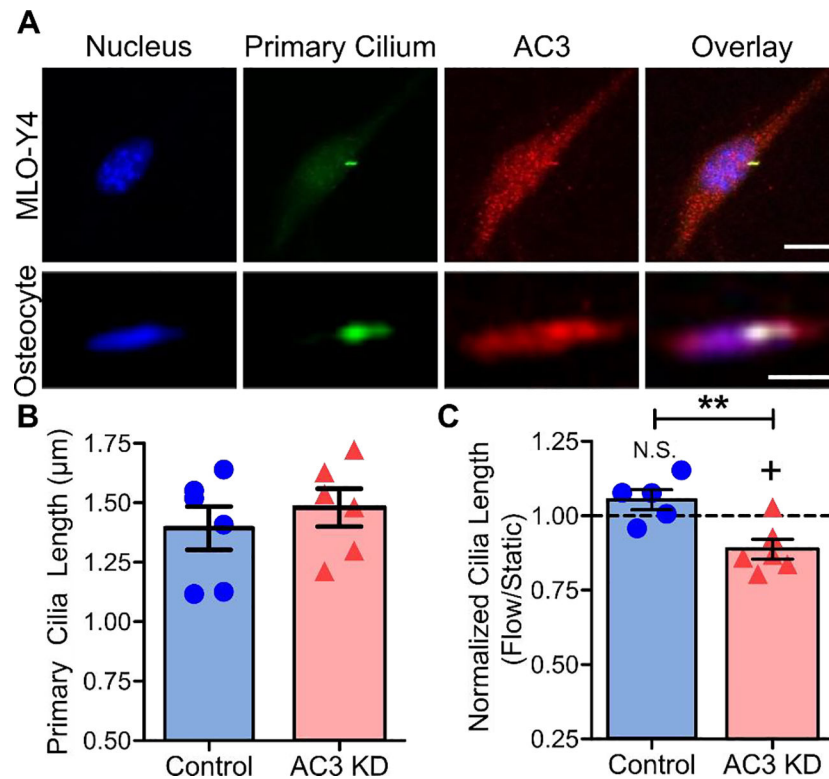 A
Nucleus Primary Cilium AC3 Overlay
MLO-Y4
Osteocyte
B
Primary Cilia Length (µm)
1.75
1.50
1.25
1.00
0.75
0.50
Control AC3 KD
C
Normalized Cilia Length
(Flow/Static)
**
1.25
N.S. +
1.00
0.75
0.50
0.25
Control AC3 KD